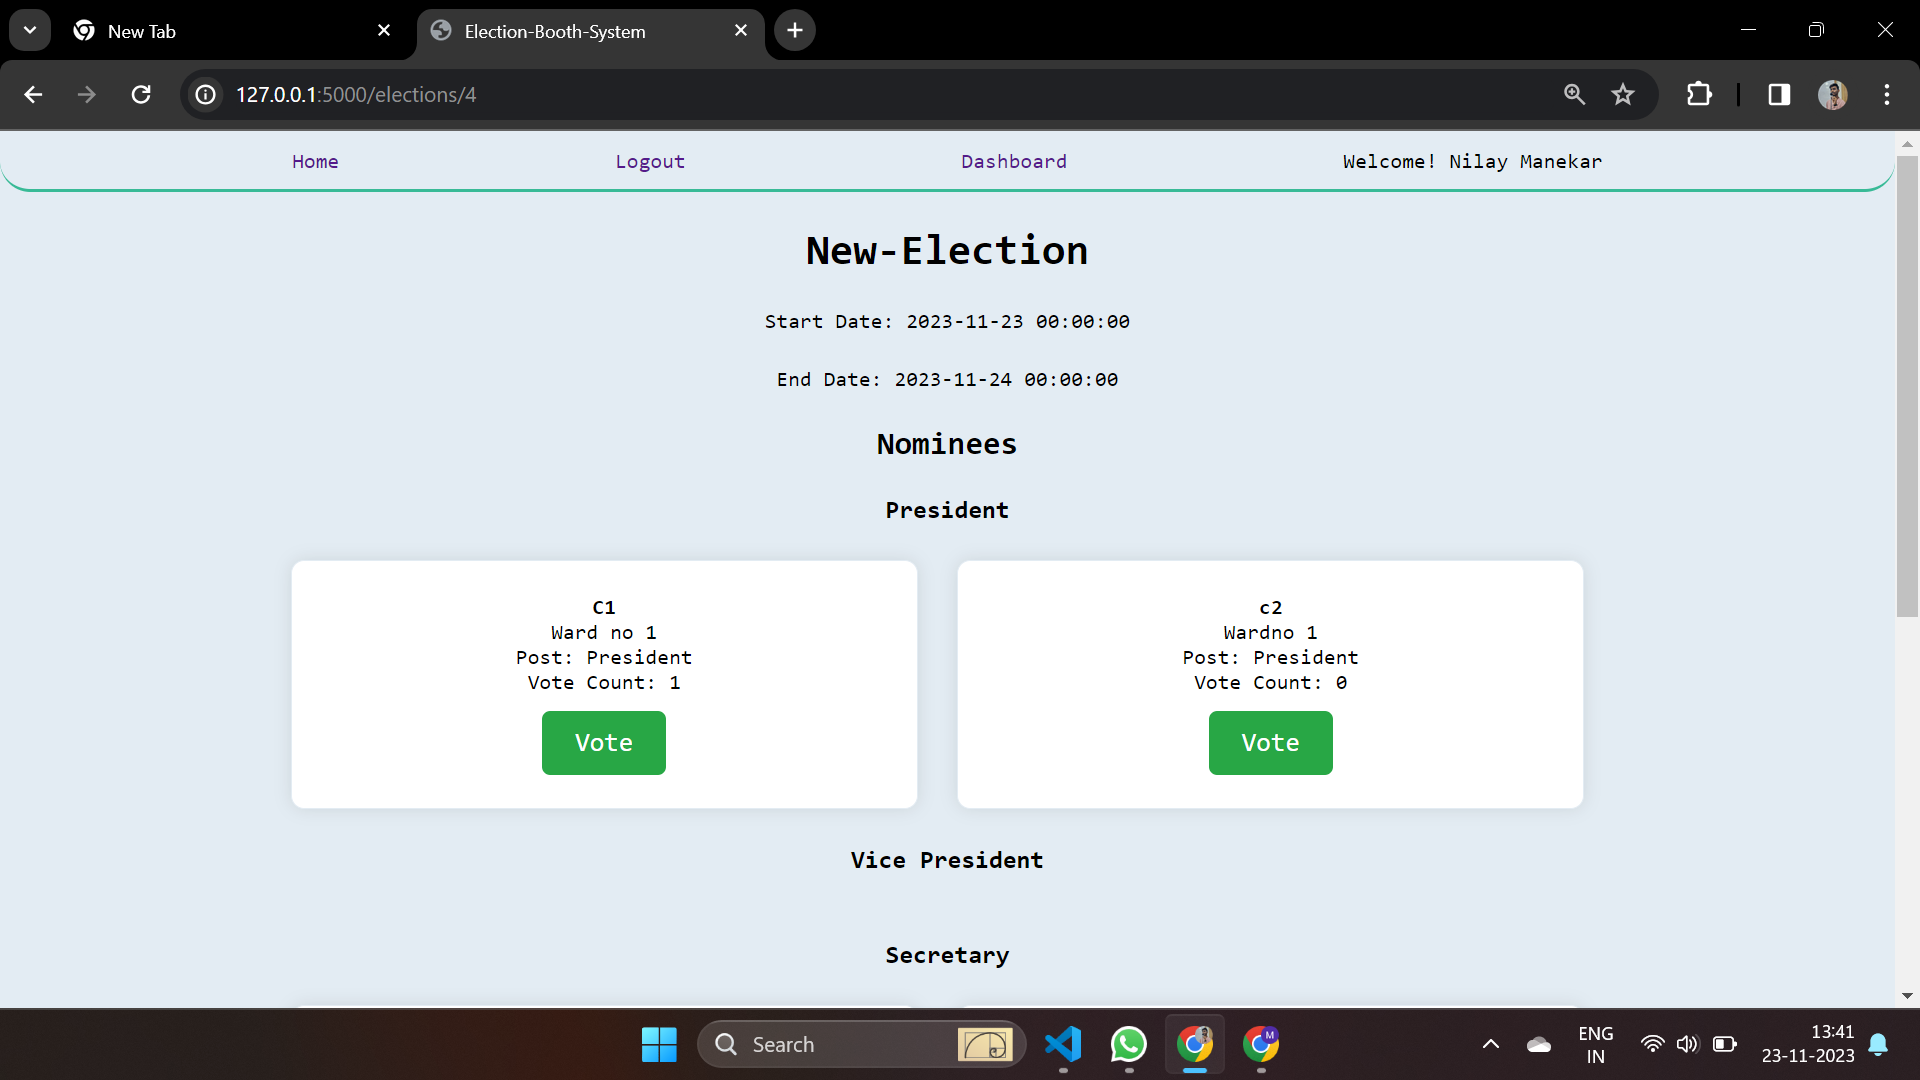 New Tab
Election-Booth-System
127.0.0.1:5000/elections/4
Home Logout Dashboard Welcome! Nilay Manekar
New-Election
Start Date: 2023-11-23 00:00:00
End Date: 2023-11-24 00:00:00
Nominees
President
C1
Ward no 1
Post: President
Vote Count: 1
Vote
c2
Wardno 1
Post: President
Vote Count: 0
Vote
Vice President
Secretary
Search
M
ENG
IN
13:41
23-11-2023